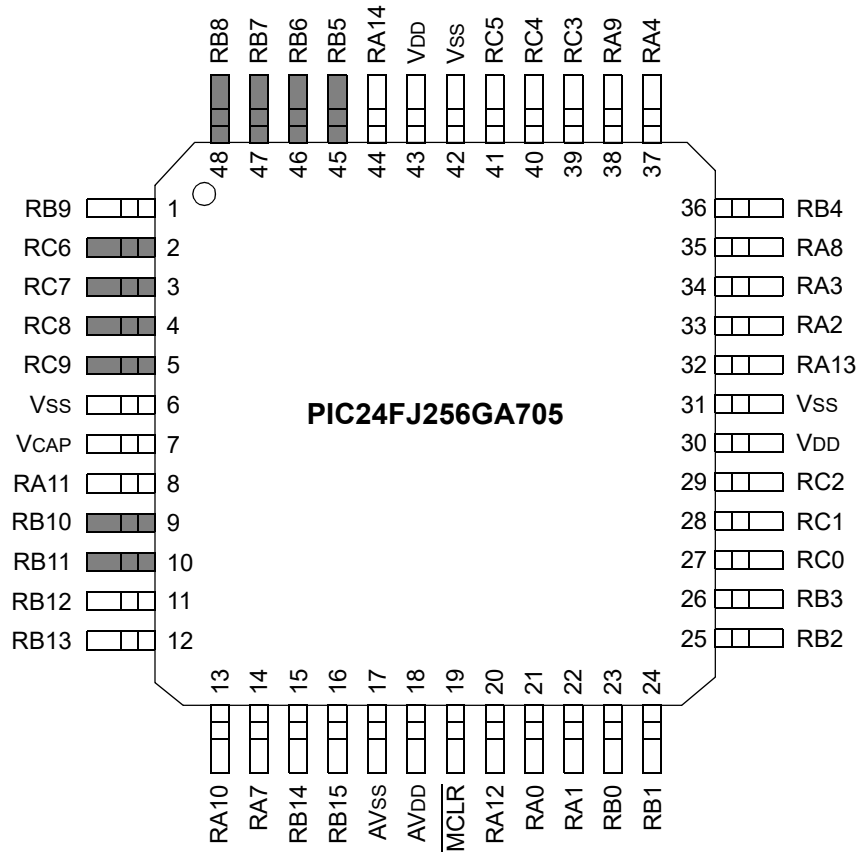 RB8 RB7 RB6 RB5 RA14 VDD VSS RC5 RC4 RC3 RA9 RA4
48 47 46 45 44 43 42 41 40 39 38 37
RB9 1 36 RB4
RC6 2 35 RA8
RC7 3 34 RA3
RC8 4 33 RA2
RC9 5 32 RA13
VSS 6 31 VSS
PIC24FJ256GA705
VCAP 7 30 VDD
RA11 8 29 RC2
RB10 9 28 RC1
RB11 10 27 RC0
RB12 11 26 RB3
RB13 12 25 RB2
13 14 15 16 17 18 19 20 21 22 23 24
RA10 RA7 RB14 RB15 AVSS AVDD MCLR RA12 RA0 RA1 RB0 RB1